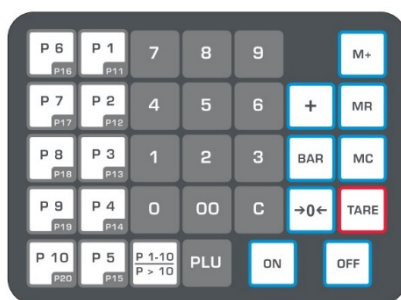 P 6 P 1 7 8 9 M+
P16 P11
P 7 P 2 4 5 6 + MR
P17 P12
P 8 P 3 1 2 3 BAR MC
P18 P13
P 9 P 4 0 00 C →0← TARE
P19 P14
P 10 P 5 P 1-10 PLU ON OFF
P20 P15 P > 10